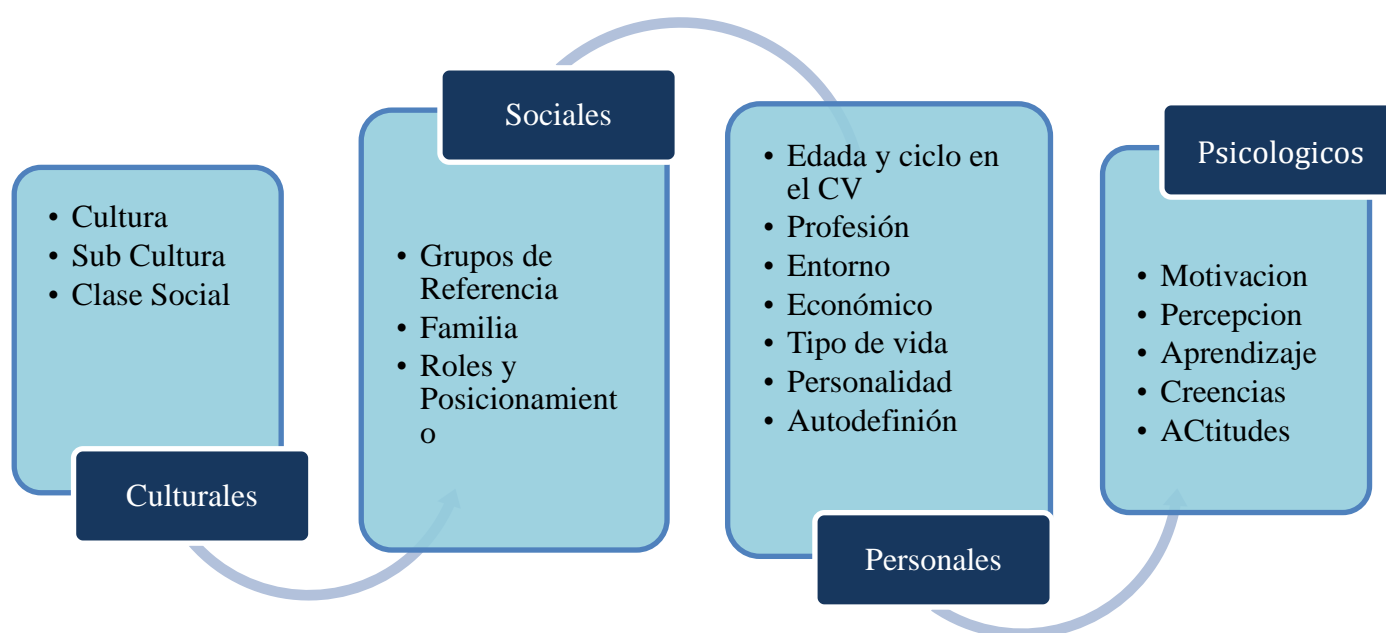 Culturales
• Cultura
• Sub Cultura
• Clase Social
Sociales
• Grupos de
Referencia
• Familia
• Roles y
Posicionamient
o
Personales
• Edada y ciclo en
el CV
• Profesión
• Entorno
• Económico
• Tipo de vida
• Personalidad
• Autodefinión
Psicologicos
• Motivacion
• Percepcion
• Aprendizaje
• Creencias
• ACtitudes